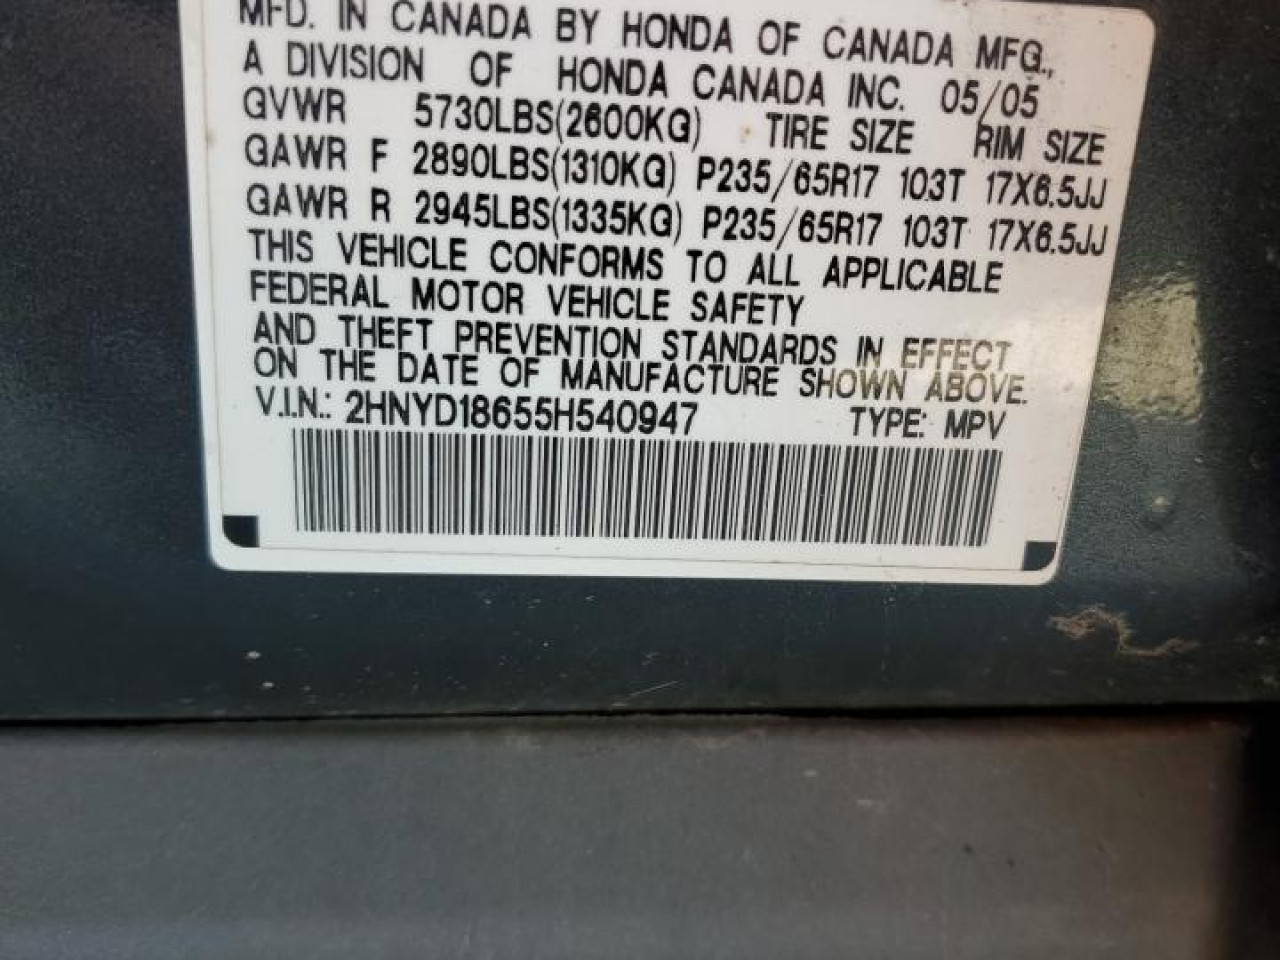 MFD. IN CANADA BY HONDA OF CANADA MFG.,
A DIVISION OF HONDA CANADA INC. 05/05
GVWR 5730LBS(2600KG) TIRE SIZE RIM SIZE
GAWR F 2890LBS(1310KG) P235/65R17 103T 17X6.5JJ
GAWR R 2945LBS(1335KG) P235/65R17 103T 17X6.5JJ
THIS VEHICLE CONFORMS TO ALL APPLICABLE
FEDERAL MOTOR VEHICLE SAFETY
AND THEFT PREVENTION STANDARDS IN EFFECT
ON THE DATE OF MANUFACTURE SHOWN ABOVE.
V.I.N.: 2HNYD18655H540947 TYPE: MPV